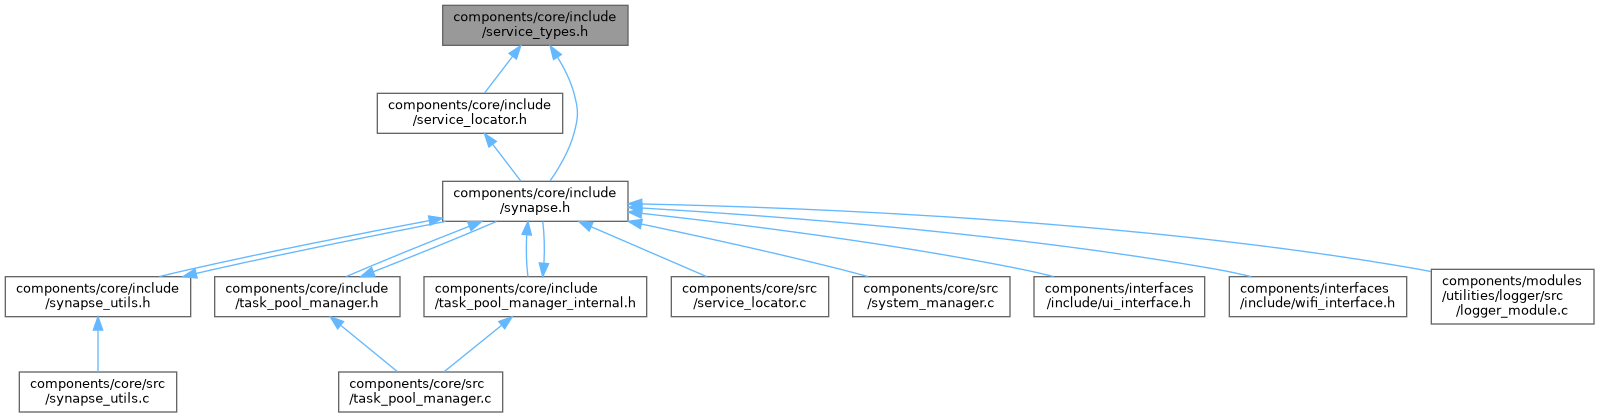 components/core/include
/service_types.h
components/core/include
/service_locator.h
components/core/include
/synapse.h
components/core/include
/synapse_utils.h
components/core/include
/task_pool_manager.h
components/core/include
/task_pool_manager_internal.h
components/core/src
/service_locator.c
components/core/src
/system_manager.c
components/interfaces
/include/ui_interface.h
components/interfaces
/include/wifi_interface.h
components/modules
/utilities/logger/src
/logger_module.c
components/core/src
/synapse_utils.c
components/core/src
/task_pool_manager.c